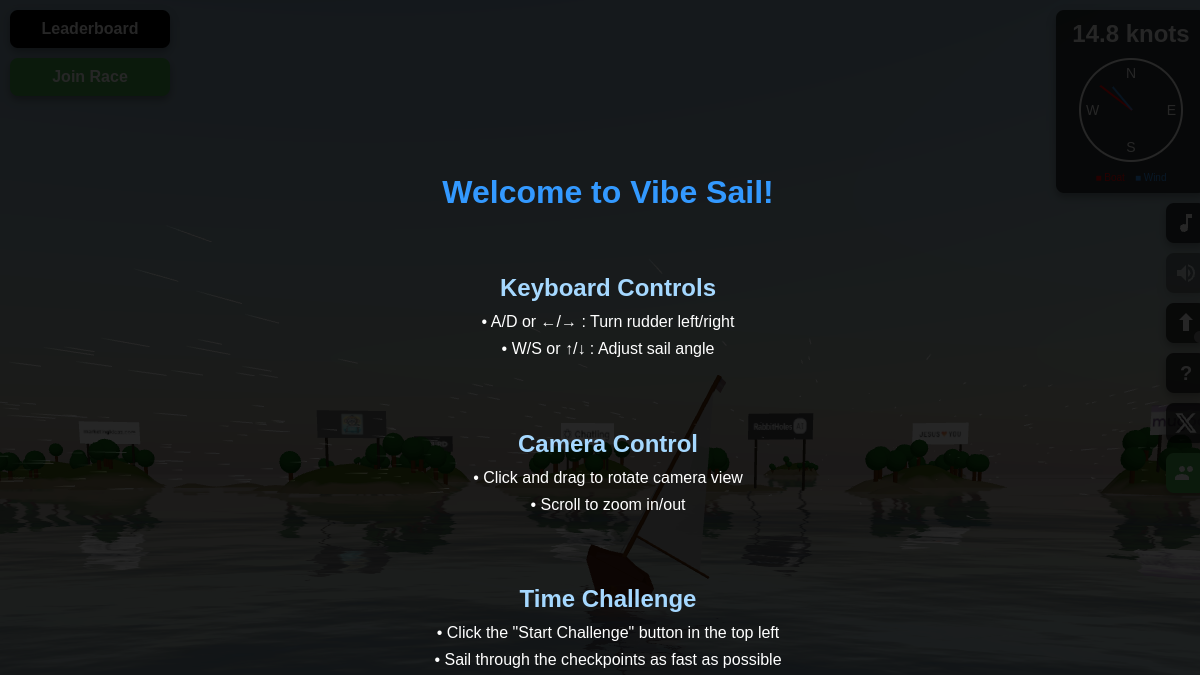 Leaderboard
Join Race
14.8 knots
N
W
E
S
Wind
Welcome to Vibe Sail!
Keyboard Controls
• A/D or ←/→ : Turn rudder left/right
• W/S or ↑/↓ : Adjust sail angle
?
Camera Control
• Click and drag to rotate camera view
• Scroll to zoom in/out
Time Challenge
• Click the "Start Challenge" button in the top left
• Sail through the checkpoints as fast as possible